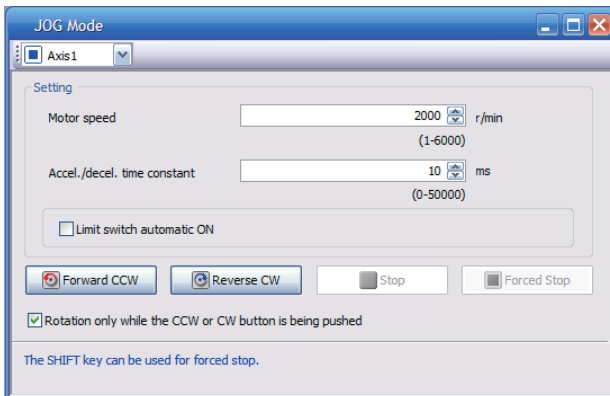 JOG Mode
Axis1
Setting
Motor speed 2000 r/min
(1-6000)
Accel./decel. time constant 10 ms
(0-50000)
Limit switch automatic ON
Forward CCW Reverse CW Stop Forced Stop
Rotation only while the CCW or CW button is being pushed
The SHIFT key can be used for forced stop.